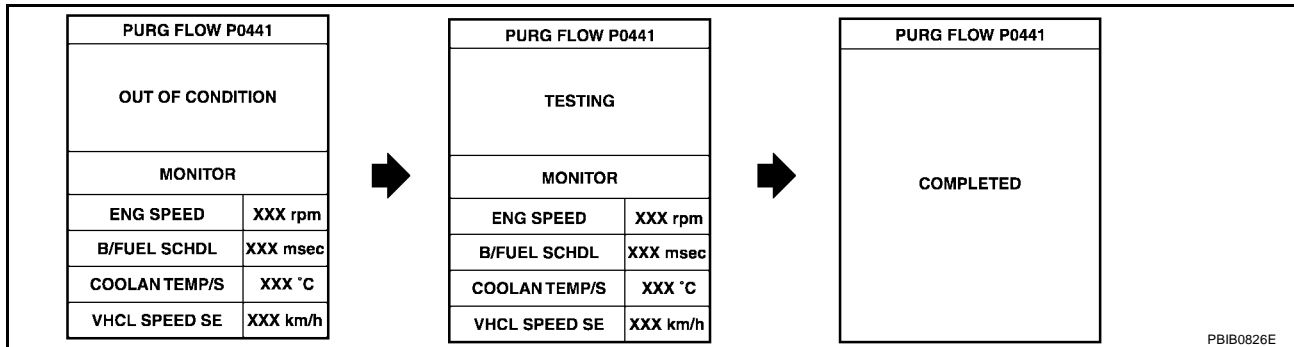 PURG FLOW P0441
OUT OF CONDITION
MONITOR
ENG SPEED XXX rpm
B/FUEL SCHDL XXX msec
COOLAN TEMP/S XXX °C
VHCL SPEED SE XXX km/h
PURG FLOW P0441
TESTING
MONITOR
ENG SPEED XXX rpm
B/FUEL SCHDL XXX msec
COOLAN TEMP/S XXX °C
VHCL SPEED SE XXX km/h
PURG FLOW P0441
COMPLETED
PBIB0826E